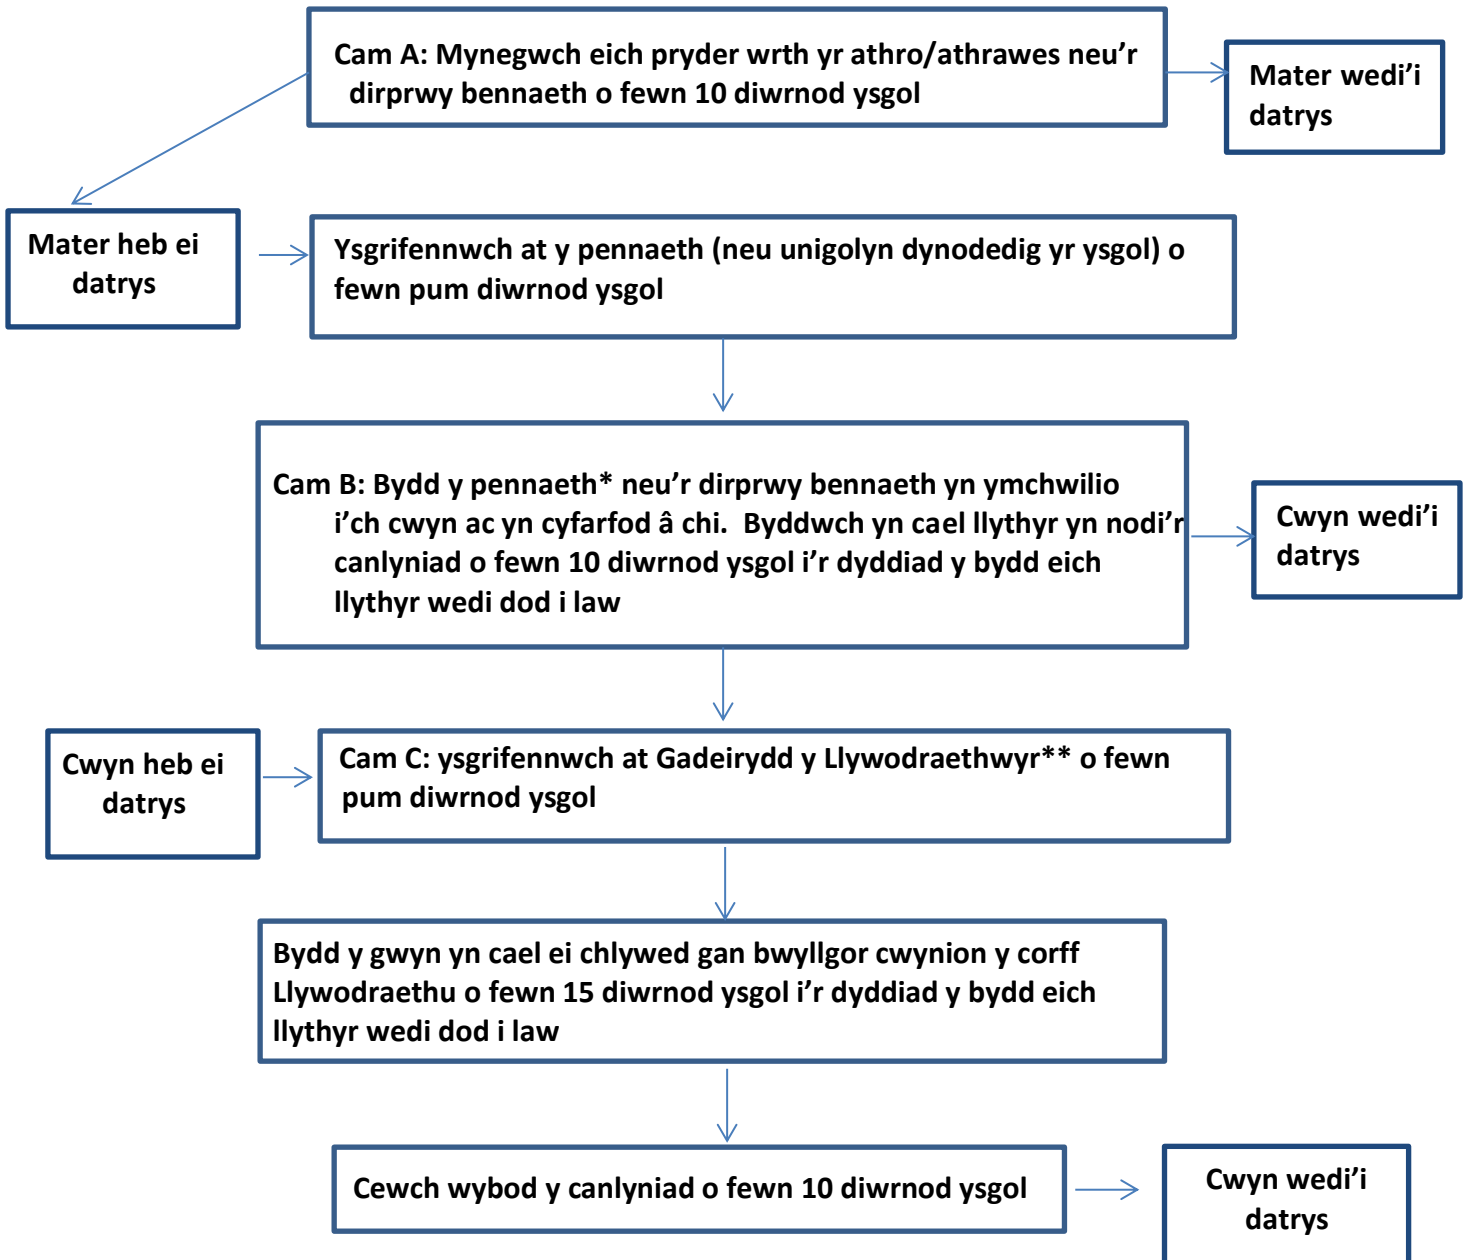 Cam A: Mynegwch eich pryder wrth yr athro/athrawes neu’r
dirprwy bennaeth o fewn 10 diwrnod ysgol
Mater wedi’i
datrys
Mater heb ei
datrys
Ysgrifennwch at y pennaeth (neu unigolyn dynodedig yr ysgol) o
fewn pum diwrnod ysgol
Cam B: Bydd y pennaeth* neu’r dirprwy bennaeth yn ymchwilio
i’ch cwyn ac yn cyfarfod â chi. Byddwch yn cael llythyr yn nodi’r
canlyniad o fewn 10 diwrnod ysgol i’r dyddiad y bydd eich
llythyr wedi dod i law
Cwyn wedi’i
datrys
Cwyn heb ei
datrys
Cam C: ysgrifennwch at Gadeirydd y Llywodraethwyr** o fewn
pum diwrnod ysgol
Bydd y gwyn yn cael ei chlywed gan bwyllgor cwynion y corff
Llywodraethu o fewn 15 diwrnod ysgol i’r dyddiad y bydd eich
llythyr wedi dod i law
Cewch wybod y canlyniad o fewn 10 diwrnod ysgol
Cwyn wedi’i
datrys